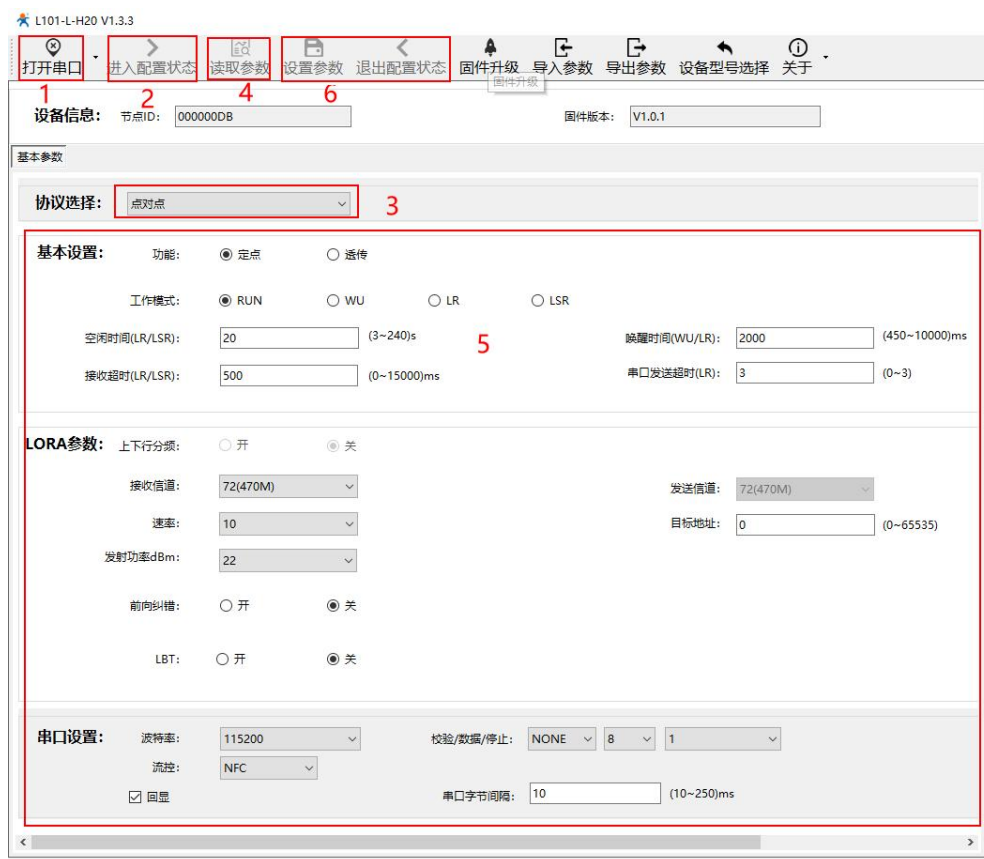 L101-L-H20 V1.3.3
打开串口 进入配置状态 读取参数 设置参数 退出配置状态 固件升级 导入参数 导出参数 设备型号选择 关于
固件升级
1 2 4 6
设备信息: 节点ID: 000000DB 固件版本: V1.0.1
基本参数
协议选择: 点对点 3
基本设置: 功能: 定点 透传
工作模式: RUN WU LR LSR
空闲时间(LR/LSR): 20 (3~240)s 5 唤醒时间(WU/LR): 2000 (450~10000)ms
接收超时(LR/LSR): 500 (0~15000)ms 串口发送超时(LR): 3 (0~3)
LORA参数: 上下行分频: 开 关
接收信道: 72(470M) 发送信道: 72(470M)
速率: 10 目标地址: 0 (0~65535)
发射功率dBm: 22
前向纠错: 开 关
LBT: 开 关
串口设置: 波特率: 115200 校验/数据/停止: NONE 8 1
流控: NFC
回显 串口字节间隔: 10 (10~250)ms